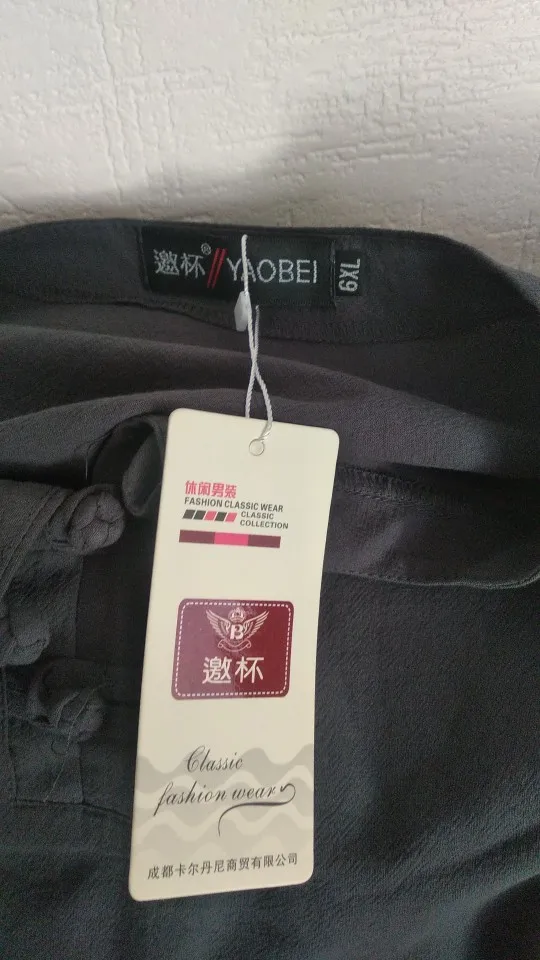 邀杯® // YAOBEI
6XL
休闲男装
FASHION CLASSIC WEAR
CLASSIC
COLLECTION
B
邀杯
Classic
fashion wear
成都卡尔丹尼商贸有限公司